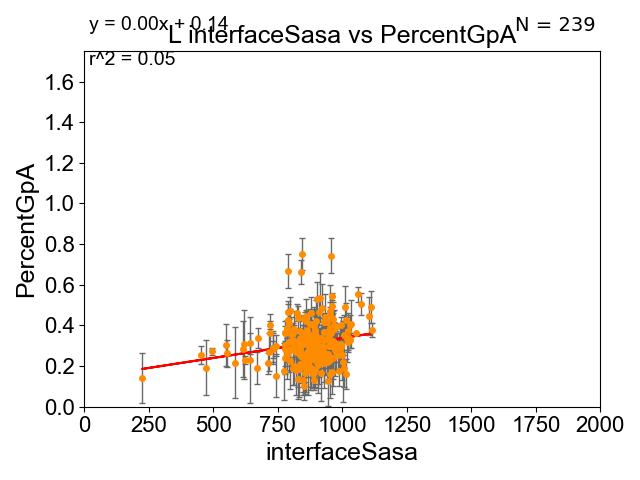 y = 0.00x + 0.14
N = 239
L interfaceSasa vs PercentGpA
r^2 = 0.05
PercentGpA
1.6
1.4
1.2
1.0
0.8
0.6
0.4
0.2
0.0
0 250 500 750 1000 1250 1500 1750 2000
interfaceSasa